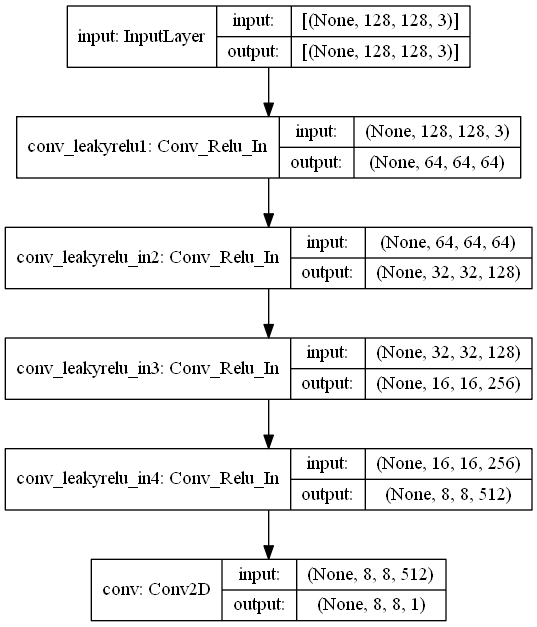 input: InputLayer
input: [(None, 128, 128, 3)]
output: [(None, 128, 128, 3)]
conv_leakyrelu1: Conv_Relu_In
input: (None, 128, 128, 3)
output: (None, 64, 64, 64)
conv_leakyrelu_in2: Conv_Relu_In
input: (None, 64, 64, 64)
output: (None, 32, 32, 128)
conv_leakyrelu_in3: Conv_Relu_In
input: (None, 32, 32, 128)
output: (None, 16, 16, 256)
conv_leakyrelu_in4: Conv_Relu_In
input: (None, 16, 16, 256)
output: (None, 8, 8, 512)
conv: Conv2D
input: (None, 8, 8, 512)
output: (None, 8, 8, 1)